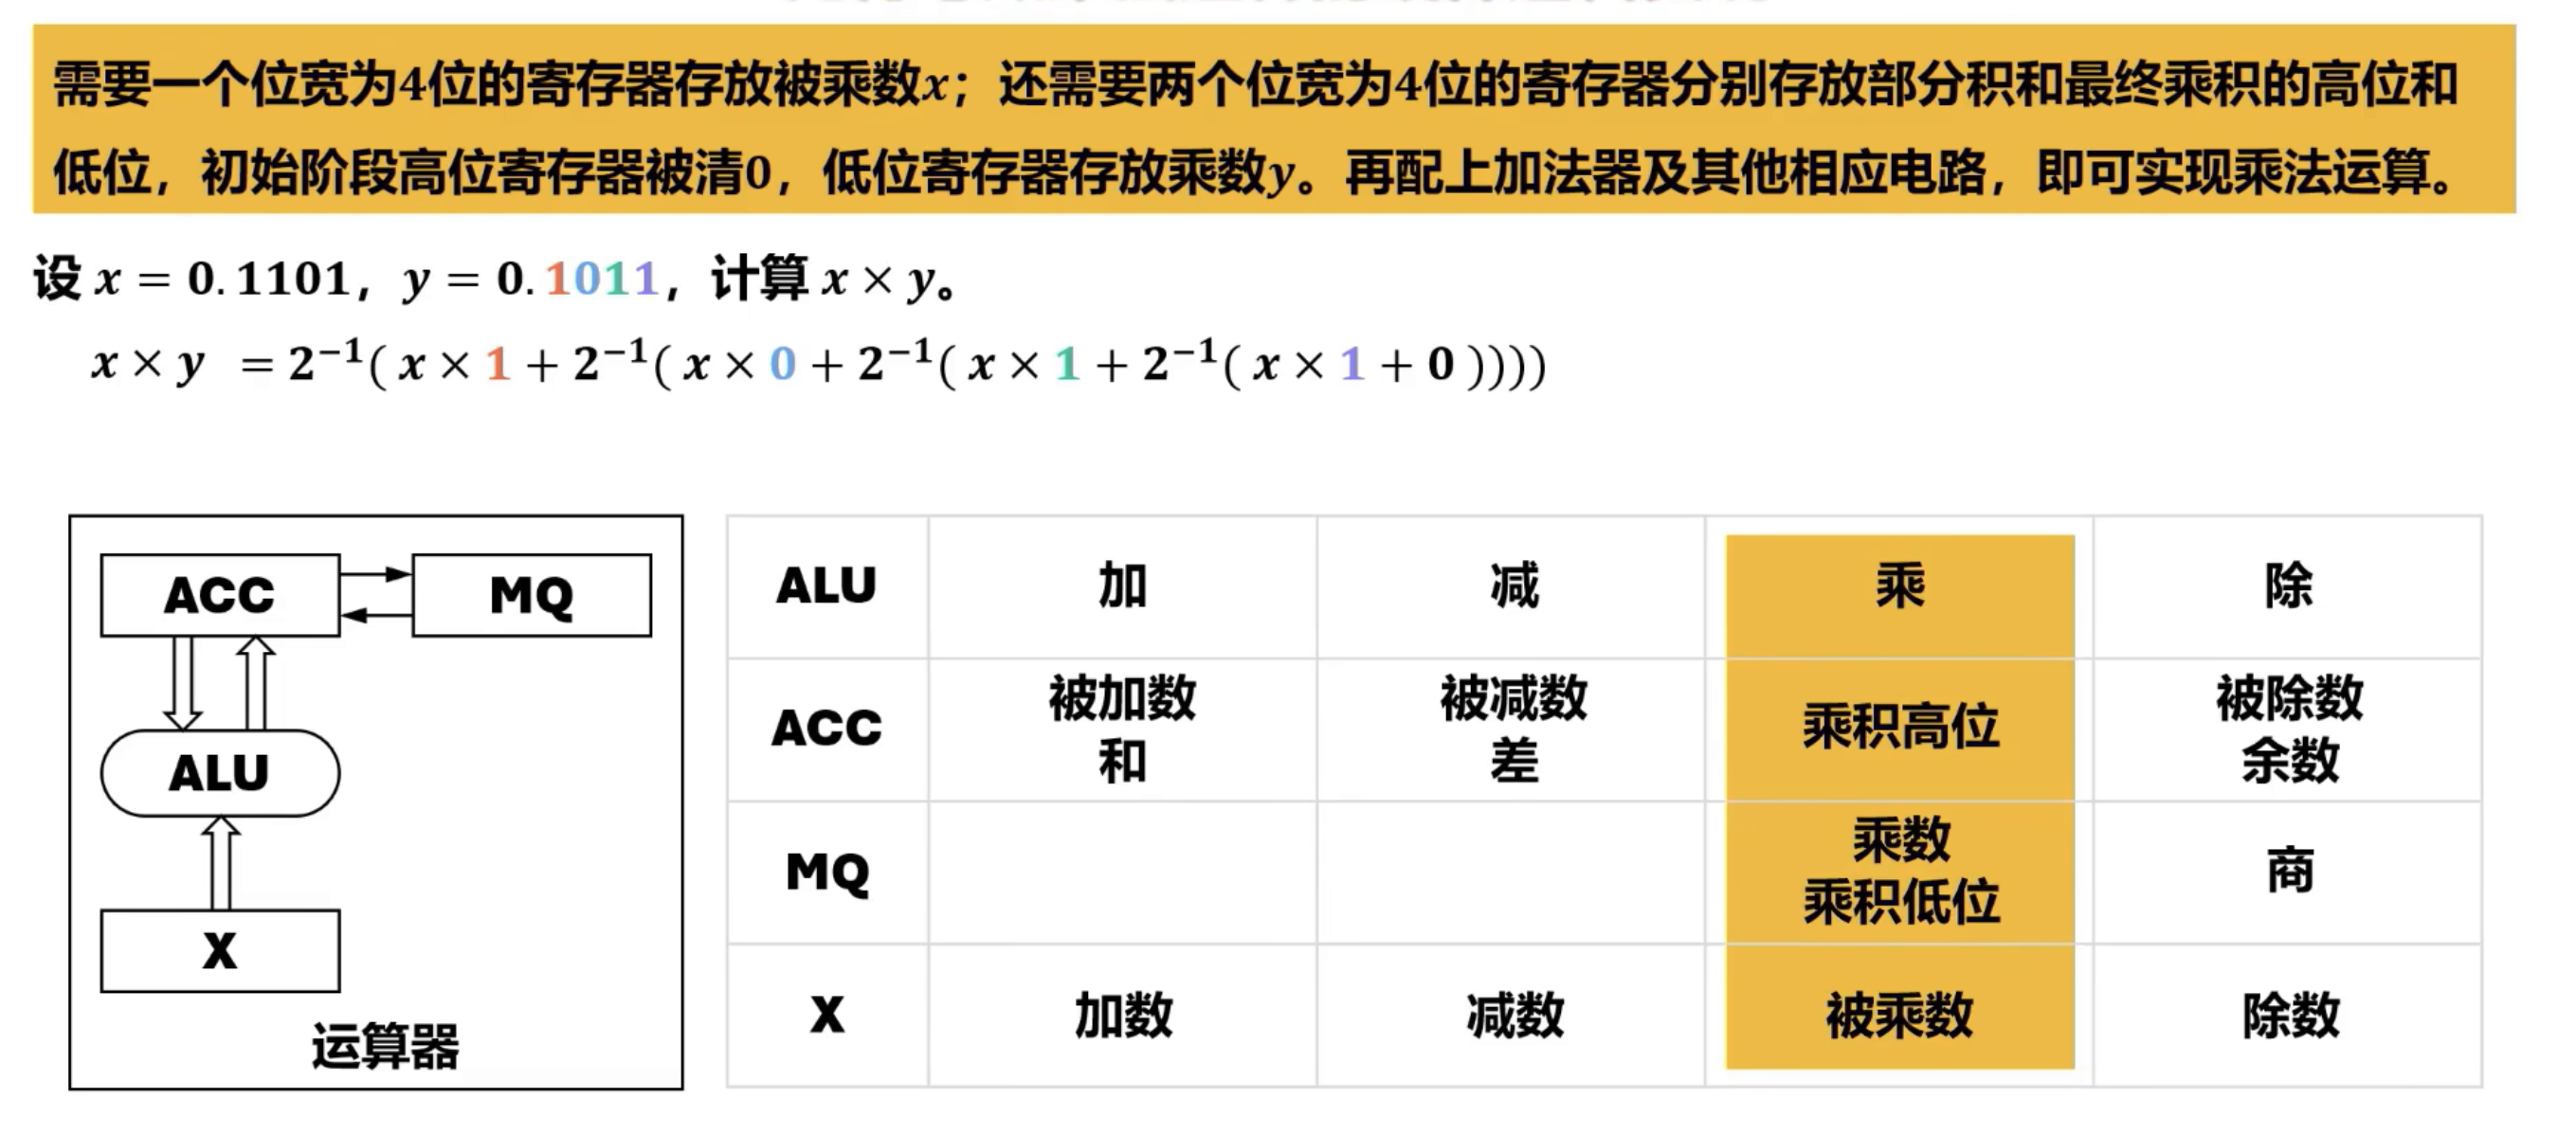 需要一个位宽为4位的寄存器存放被乘数x；还需要两个位宽为4位的寄存器分别存放部分积和最终乘积的高位和
低位，初始阶段高位寄存器被清0，低位寄存器存放乘数y。再配上加法器及其他相应电路，即可实现乘法运算。
设 x = 0.1101，y = 0.1011，计算 x × y。
x × y = 2⁻¹( x × 1 + 2⁻¹( x × 0 + 2⁻¹( x × 1 + 2⁻¹( x × 1 + 0 ))))
ACC MQ
ALU
X
运算器
ALU 加 减 乘 除
ACC 被加数 和 被减数 差 乘积高位 被除数 余数
MQ 乘数 乘积低位 商
X 加数 减数 被乘数 除数